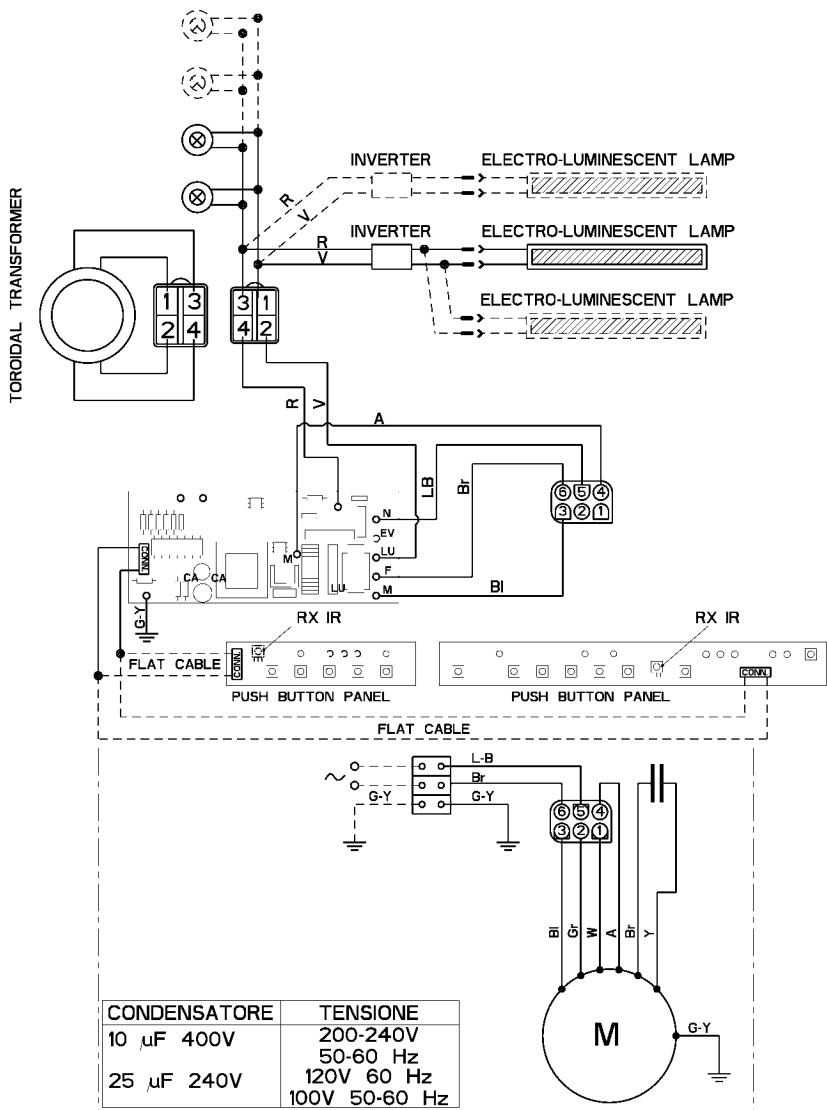 INVERTER ELECTRO-LUMINESCENT LAMP
R
V
INVERTER ELECTRO-LUMINESCENT LAMP
R
V
ELECTRO-LUMINESCENT LAMP
TOROIDAL TRANSFORMER
1 3
2 4
3 1
4 2
R V
A
LB
Br
6 5 4
3 2 1
N
EV
LU
F
M
M
LU
Bl
CONN.
CA CA
G-Y
RX IR
RX IR
FLAT CABLE
CONN.
CONN.
PUSH BUTTON PANEL
PUSH BUTTON PANEL
FLAT CABLE
L-B
Br
G-Y G-Y
6 5 4
3 2 1
Bl Gr W A Br Y
M
G-Y
CONDENSATORE TENSIONE
10 µF 400V 200-240V
50-60 Hz
25 µF 240V 120V 60 Hz
100V 50-60 Hz